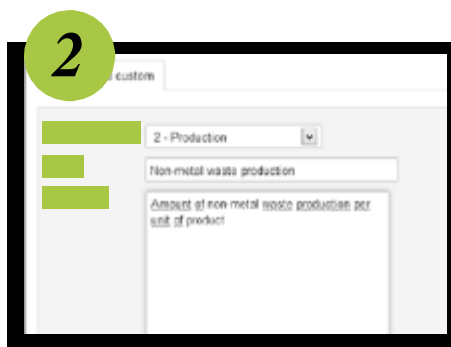 2
custom
2 - Production
Non-metal waste production
Amount of non-metal waste production per
unit of product